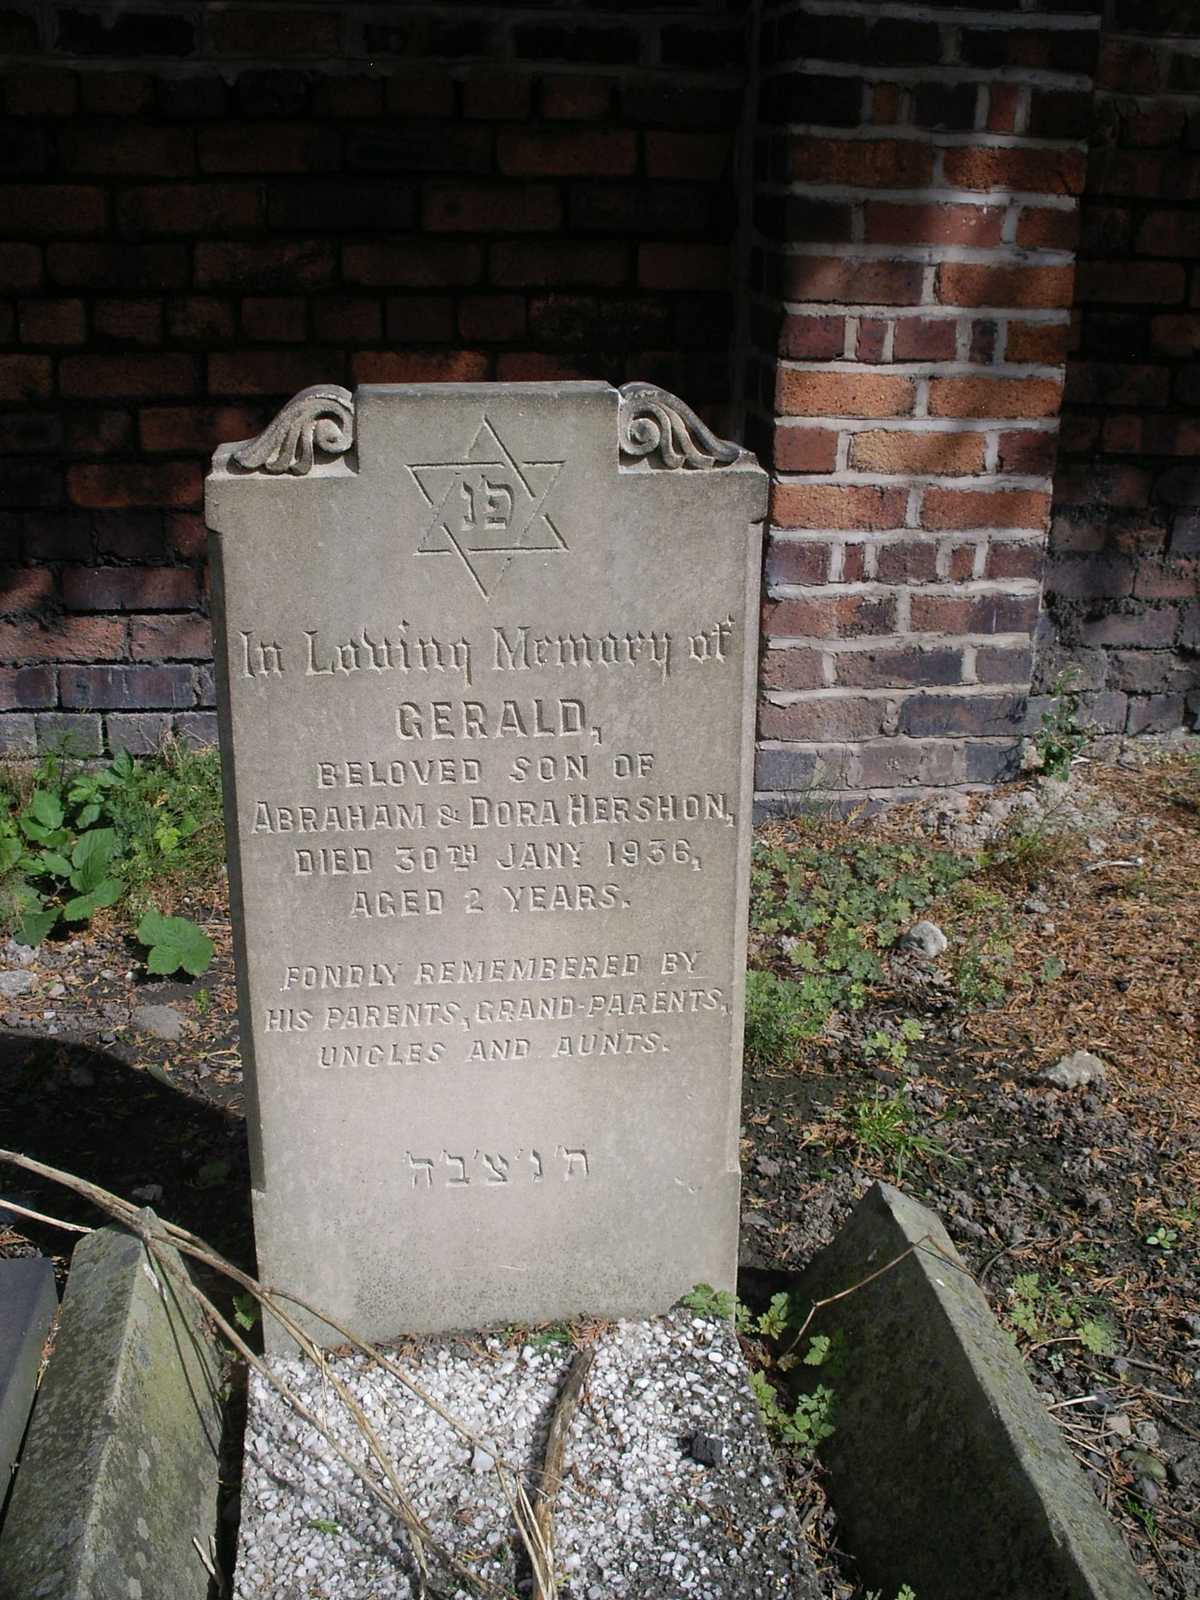 פנ
In Loving Memory of
GERALD,
BELOVED SON OF
ABRAHAM & DORA HERSHON,
DIED 30TH JANY 1936,
AGED 2 YEARS.
FONDLY REMEMBERED BY
HIS PARENTS, GRAND-PARENTS,
UNCLES AND AUNTS.
ת'נ'צ'ב'ה'